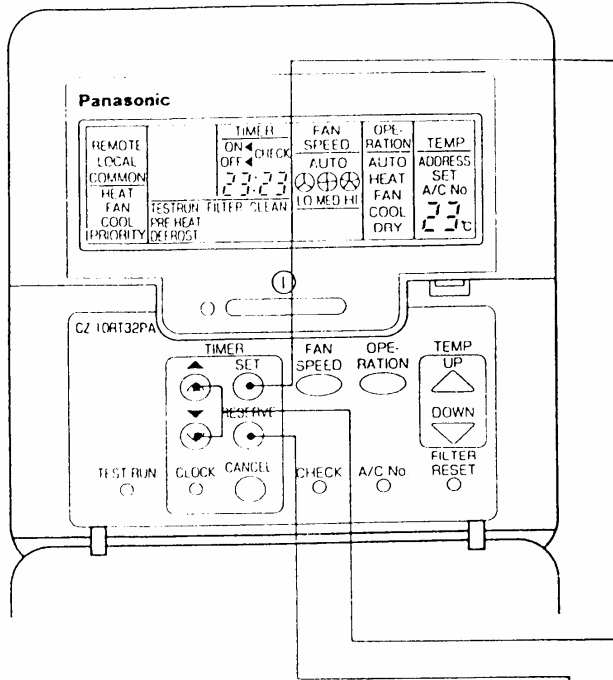 Panasonic
REMOTE
LOCAL
COMMON
HEAT
FAN
COOL
PRIORITY
TESTRUN FILTER CLEAN
PRE HEAT
DEFROST
TIMER
ON◀ CHECK
OFF◀
23:23
FAN
SPEED
AUTO
LO MED HI
OPE-
RATION
AUTO
HEAT
FAN
COOL
DRY
TEMP
ADDRESS
SET
A/C No
23°C
TIMER
▲ SET
▼ RESERVE
FAN
SPEED
OPE-
RATION
TEMP
UP
DOWN
FILTER
RESET
TEST RUN
CLOCK
CANCEL
CHECK
A/C No.